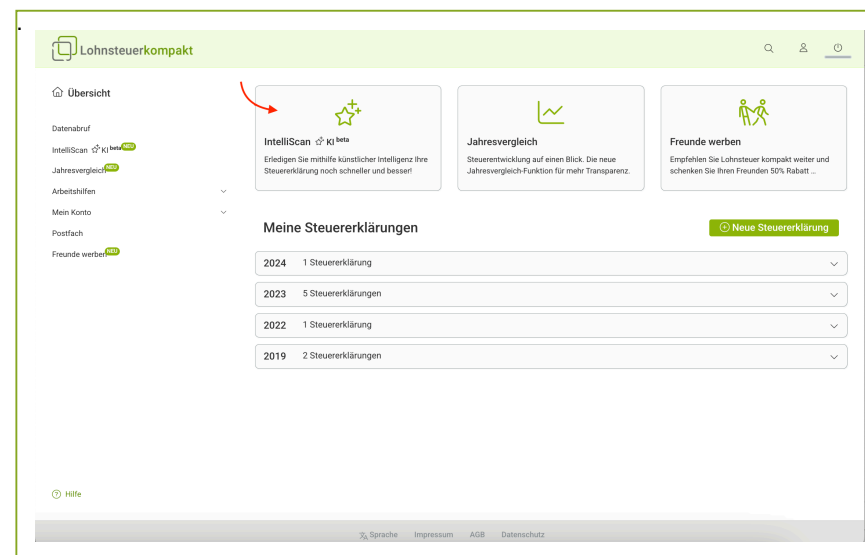 Lohnsteuerkompakt
Übersicht
Datenabruf
IntelliScan KI beta NEU
Jahresvergleich NEU
Arbeitshilfen
Mein Konto
Postfach
Freunde werben NEU
IntelliScan KI beta
Erledigen Sie mithilfe künstlicher Intelligenz Ihre
Steuererklärung noch schneller und besser!
Jahresvergleich
Steuerentwicklung auf einen Blick. Die neue
Jahresvergleich-Funktion für mehr Transparenz.
Freunde werben
Empfehlen Sie Lohnsteuer kompakt weiter und
schenken Sie Ihren Freunden 50% Rabatt ...
Meine Steuererklärungen
Neue Steuererklärung
2024 1 Steuererklärung
2023 5 Steuererklärungen
2022 1 Steuererklärung
2019 2 Steuererklärungen
Hilfe
Sprache Impressum AGB Datenschutz